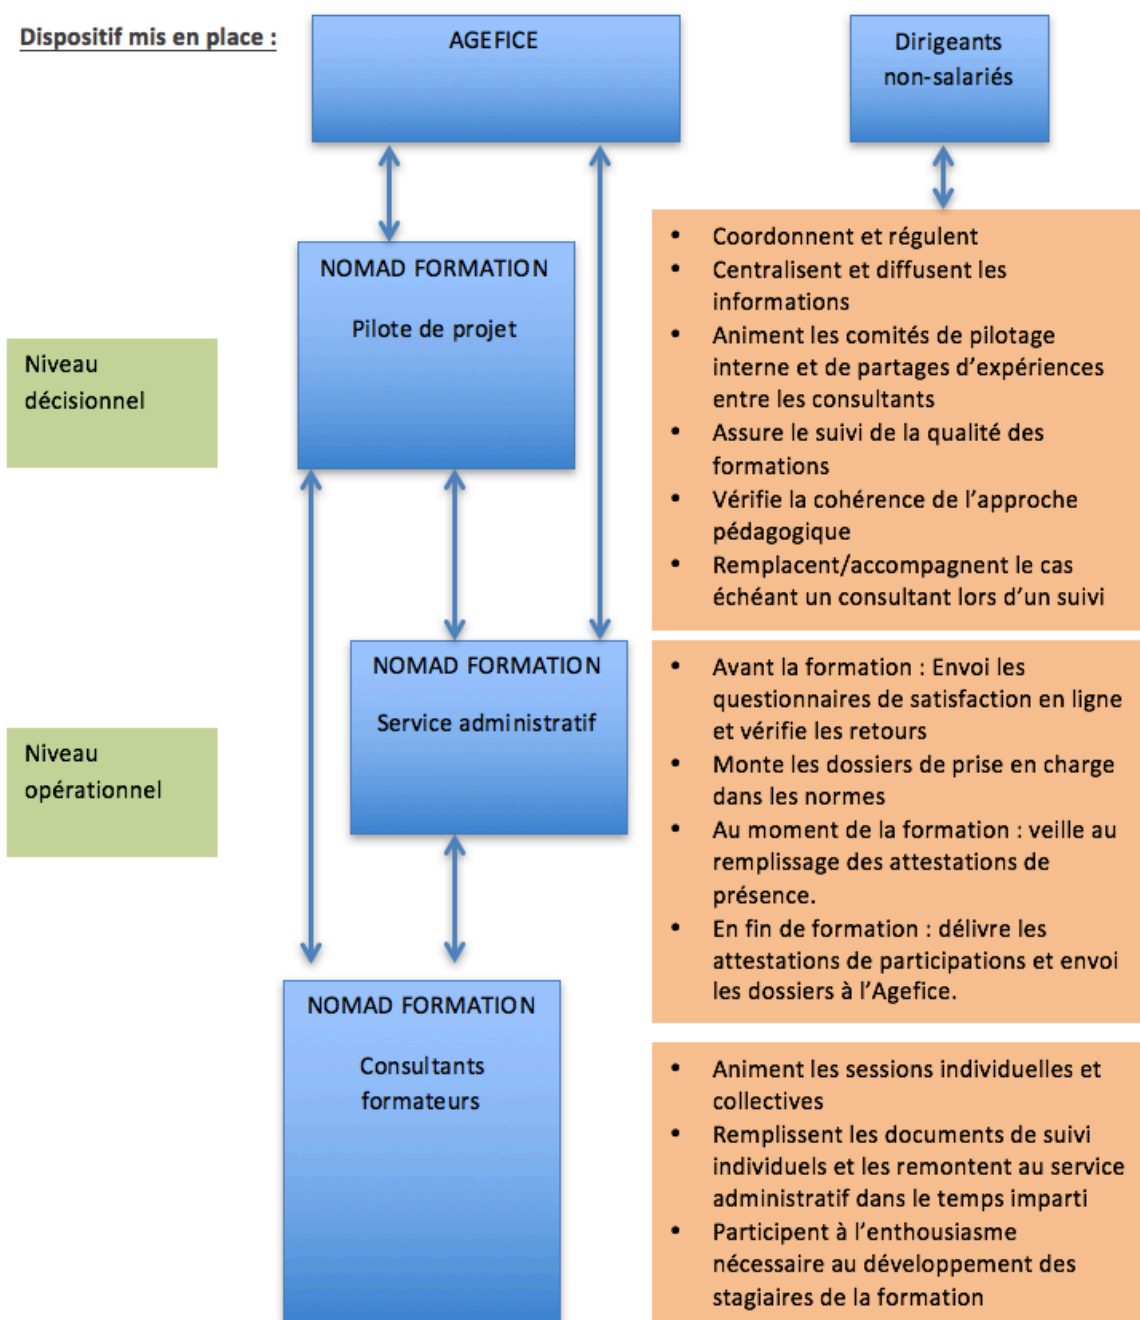 Dispositif mis en place :
AGEFICE
Dirigeants
non-salariés
NOMAD FORMATION
Pilote de projet
Niveau
décisionnel
• Coordonnent et régulent
• Centralisent et diffusent les
informations
• Animent les comités de pilotage
interne et de partages d’expériences
entre les consultants
• Assure le suivi de la qualité des
formations
• Vérifie la cohérence de l’approche
pédagogique
• Remplacent/accompagnent le cas
échéant un consultant lors d’un suivi
NOMAD FORMATION
Service administratif
Niveau
opérationnel
• Avant la formation : Envoi les
questionnaires de satisfaction en ligne
et vérifie les retours
• Monte les dossiers de prise en charge
dans les normes
• Au moment de la formation : veille au
remplissage des attestations de
présence.
• En fin de formation : délivre les
attestations de participations et envoi
les dossiers à l’Agefice.
NOMAD FORMATION
Consultants
formateurs
• Animent les sessions individuelles et
collectives
• Remplissent les documents de suivi
individuels et les remontent au service
administratif dans le temps imparti
• Participent à l’enthousiasme
nécessaire au développement des
stagiaires de la formation